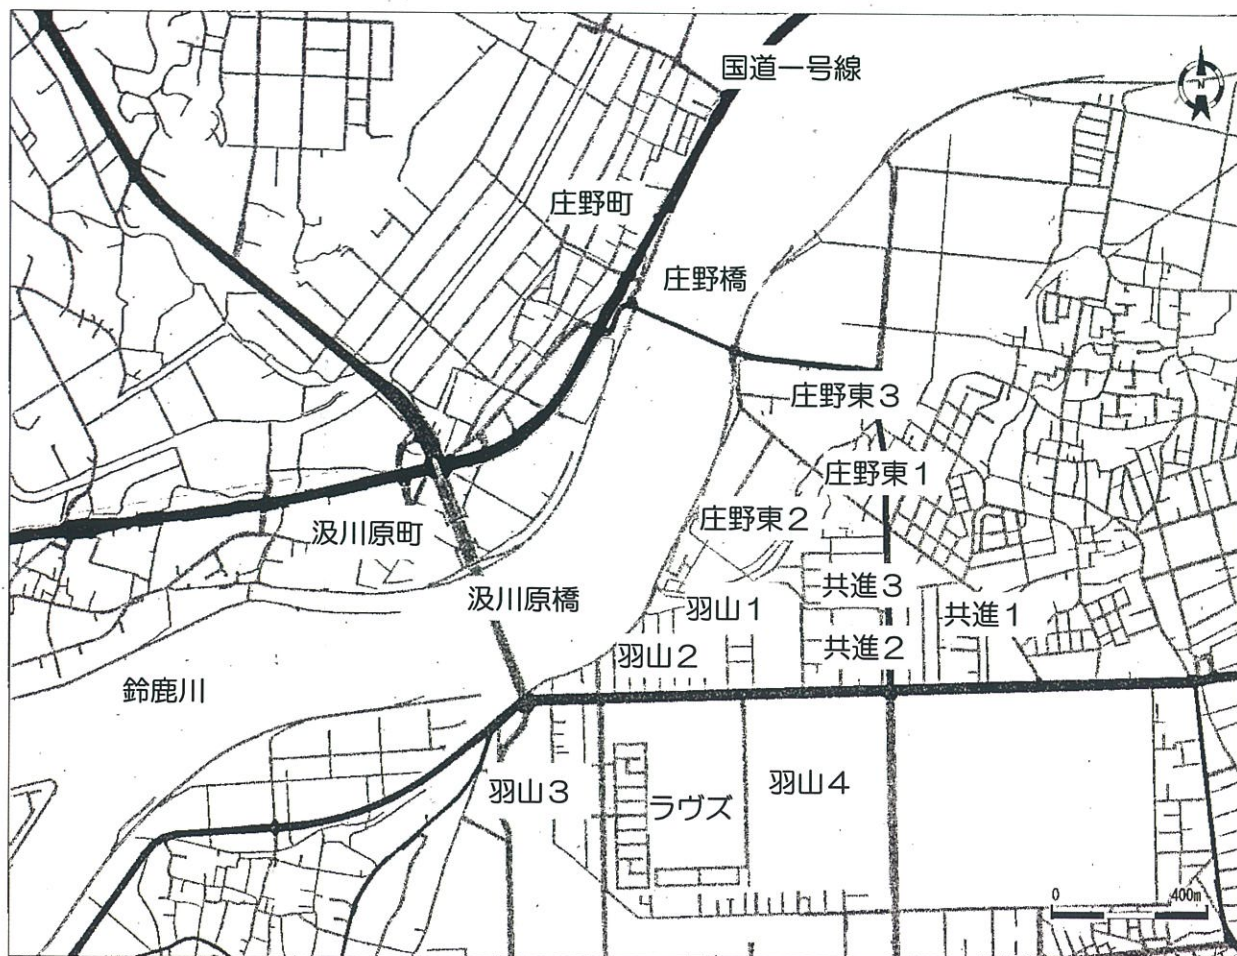 国道一号線
N
庄野町
庄野橋
庄野東3
庄野東1
庄野東2
汲川原町
共進3
汲川原橋
羽山1
共進1
羽山2
共進2
鈴鹿川
羽山3
ラヴズ
羽山4
0 400m